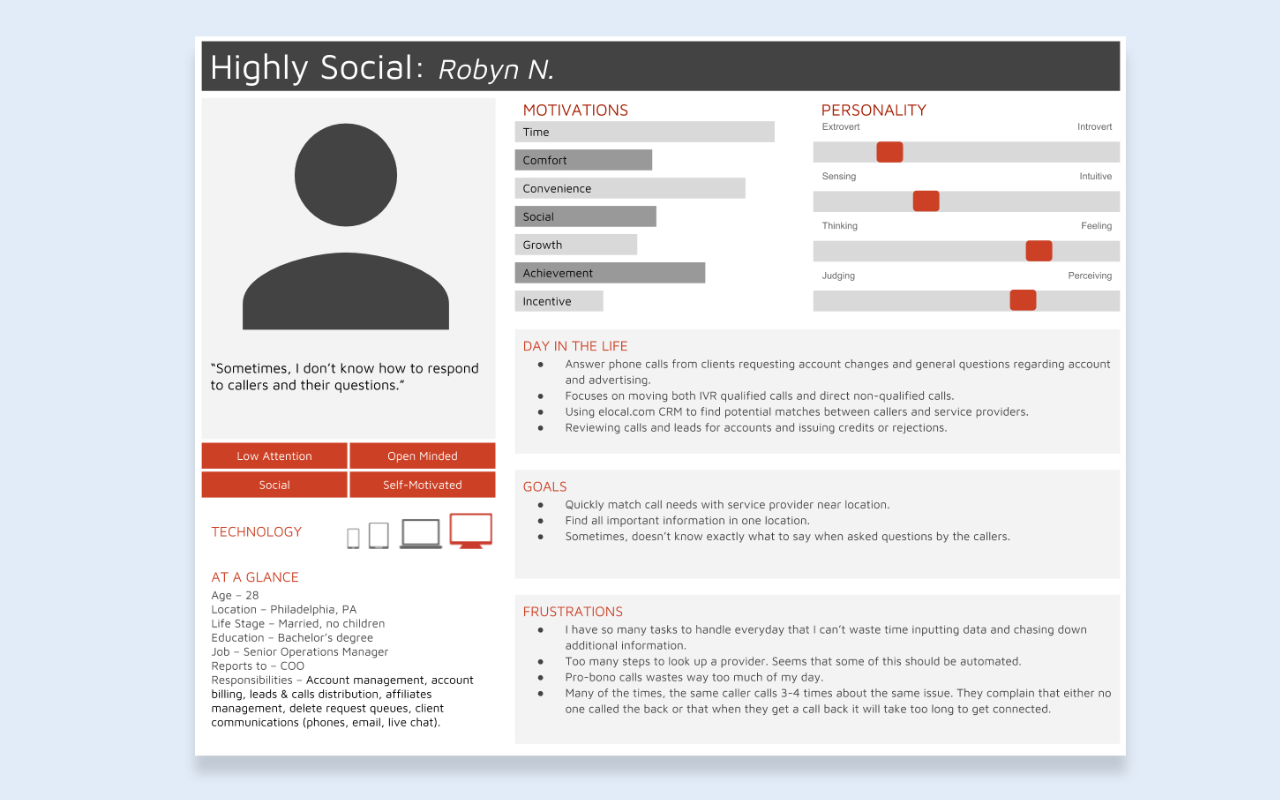 Highly Social: Robyn N.
“Sometimes, I don’t know how to respond
to callers and their questions.”
Low Attention
Open Minded
Social
Self-Motivated
TECHNOLOGY
AT A GLANCE
Age – 28
Location – Philadelphia, PA
Life Stage – Married, no children
Education – Bachelor’s degree
Job – Senior Operations Manager
Reports to – COO
Responsibilities – Account management, account
billing, leads & calls distribution, affiliates
management, delete request queues, client
communications (phones, email, live chat).
MOTIVATIONS
Time
Comfort
Convenience
Social
Growth
Achievement
Incentive
PERSONALITY
Extrovert Introvert
Sensing Intuitive
Thinking Feeling
Judging Perceiving
DAY IN THE LIFE
● Answer phone calls from clients requesting account changes and general questions regarding account
and advertising.
● Focuses on moving both IVR qualified calls and direct non-qualified calls.
● Using elocal.com CRM to find potential matches between callers and service providers.
● Reviewing calls and leads for accounts and issuing credits or rejections.
GOALS
● Quickly match call needs with service provider near location.
● Find all important information in one location.
● Sometimes, doesn’t know exactly what to say when asked questions by the callers.
FRUSTRATIONS
● I have so many tasks to handle everyday that I can’t waste time inputting data and chasing down
additional information.
● Too many steps to look up a provider. Seems that some of this should be automated.
● Pro-bono calls wastes way too much of my day.
● Many of the times, the same caller calls 3-4 times about the same issue. They complain that either no
one called the back or that when they get a call back it will take too long to get connected.